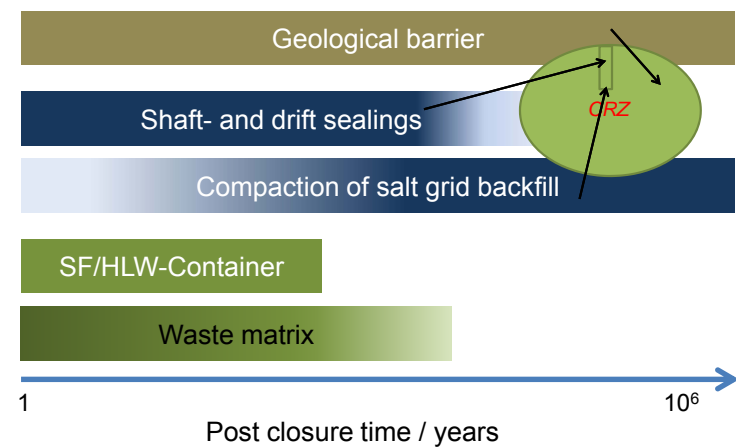 Geological barrier
Shaft- and drift sealings
CRZ
Compaction of salt grid backfill
SF/HLW-Container
Waste matrix
1
10⁶
Post closure time / years